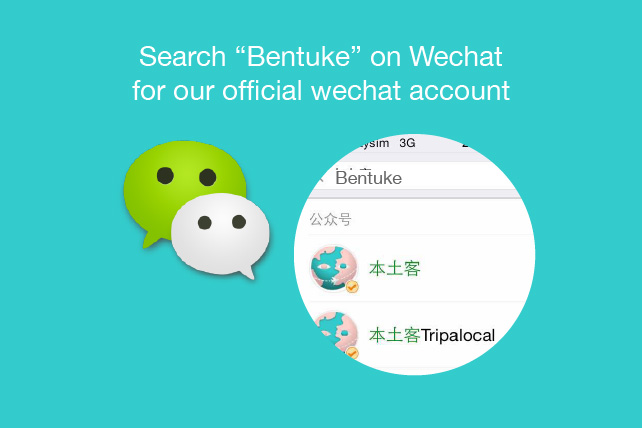 Search “Bentuke” on Wechat
for our official wechat account
3G
Bentuke
公众号
本土客
本土客Tripalocal